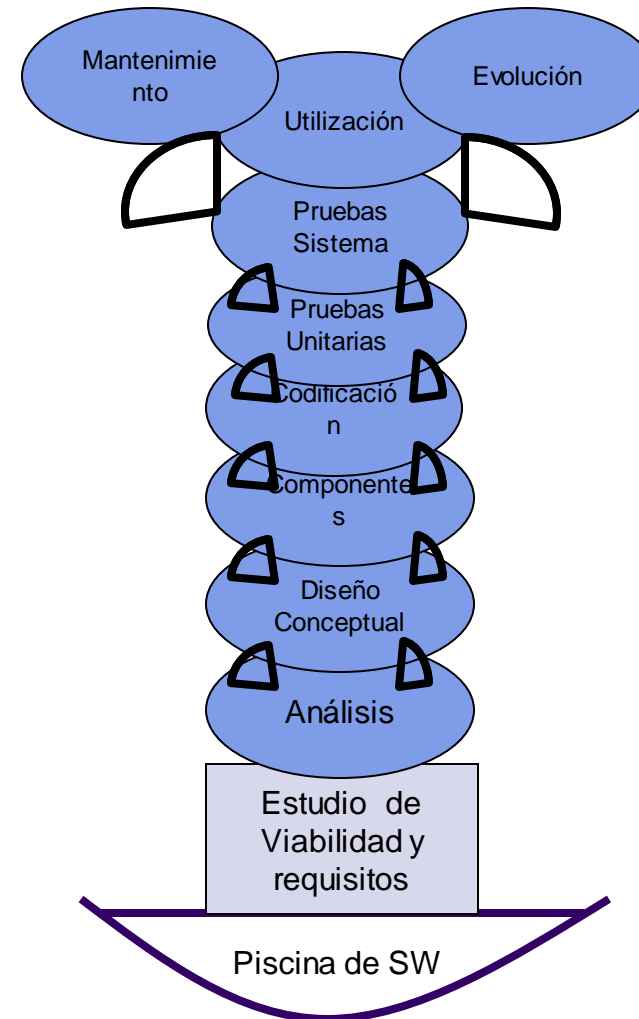 Mantenimie
nto
Evolución
Utilización
Pruebas
Sistema
Pruebas
Unitarias
Codificació
n
Componente
s
Diseño
Conceptual
Análisis
Estudio de
Viabilidad y
requisitos
Piscina de SW